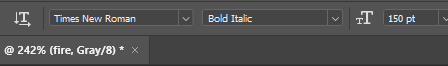 Times New Roman Bold Italic 150 pt
@ 242% (fire, Gray/8) *